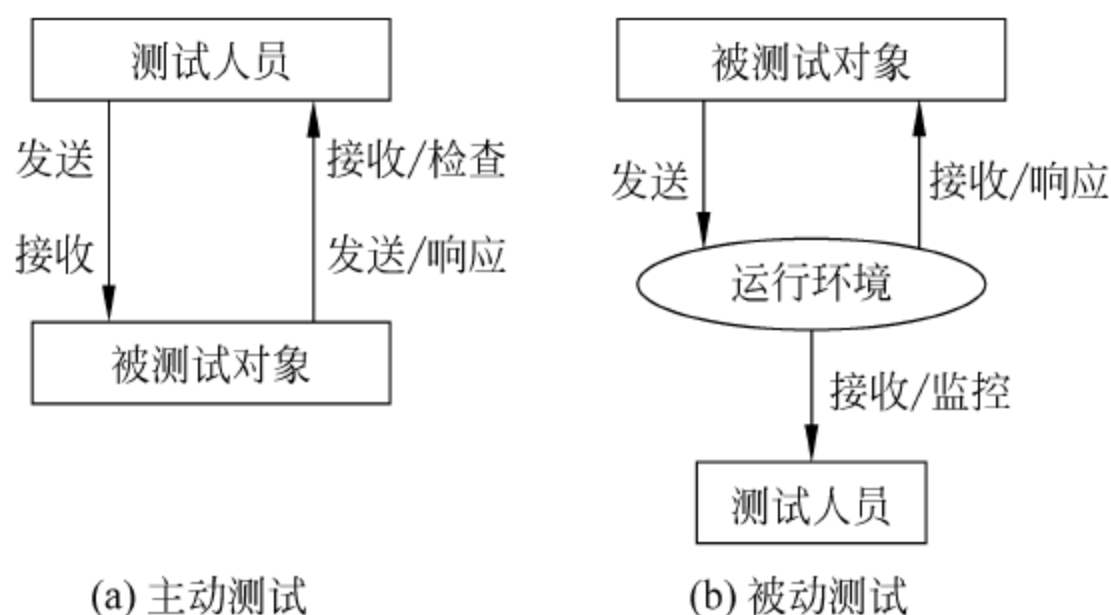 测试人员
发送
接收/检查
接收
发送/响应
被测试对象
(a) 主动测试
被测试对象
发送
接收/响应
运行环境
接收/监控
测试人员
(b) 被动测试